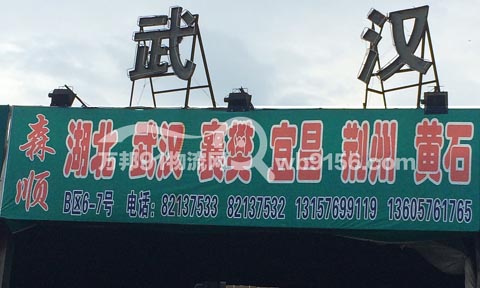 武汉
森顺
湖北 武汉 襄樊 宜昌 荆州 黄石
B区6-7号 电话：82137533 82137532 13157699119 13605761765
万邦物流网 wb9156.com